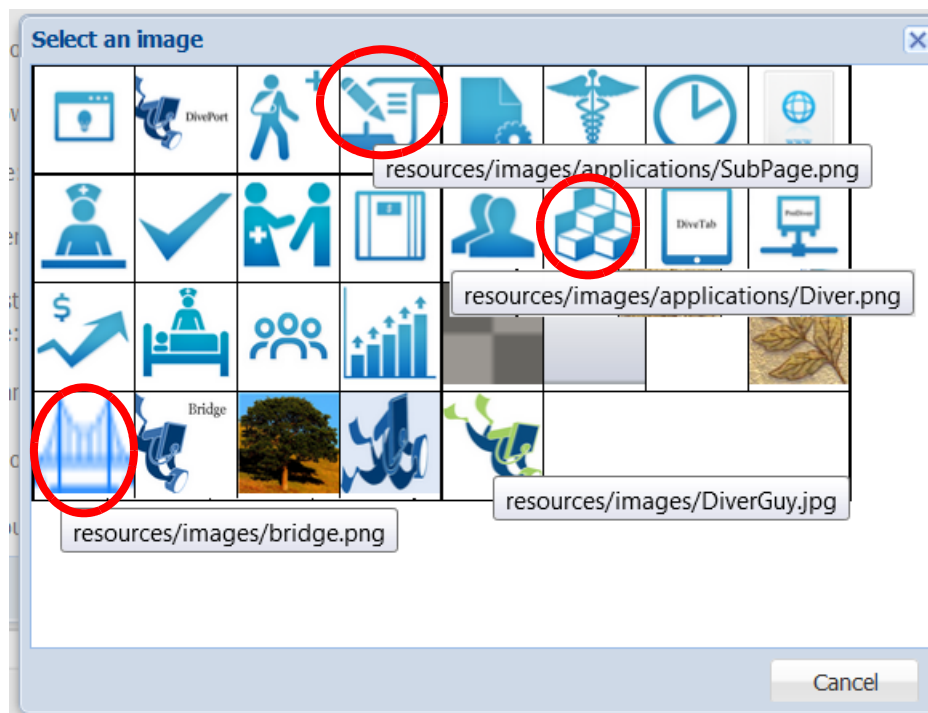 Select an image
DivePort
resources/images/applications/SubPage.png
DiveTab
ProDiver
resources/images/applications/Diver.png
$
Bridge
resources/images/DiverGuy.jpg
resources/images/bridge.png
Cancel